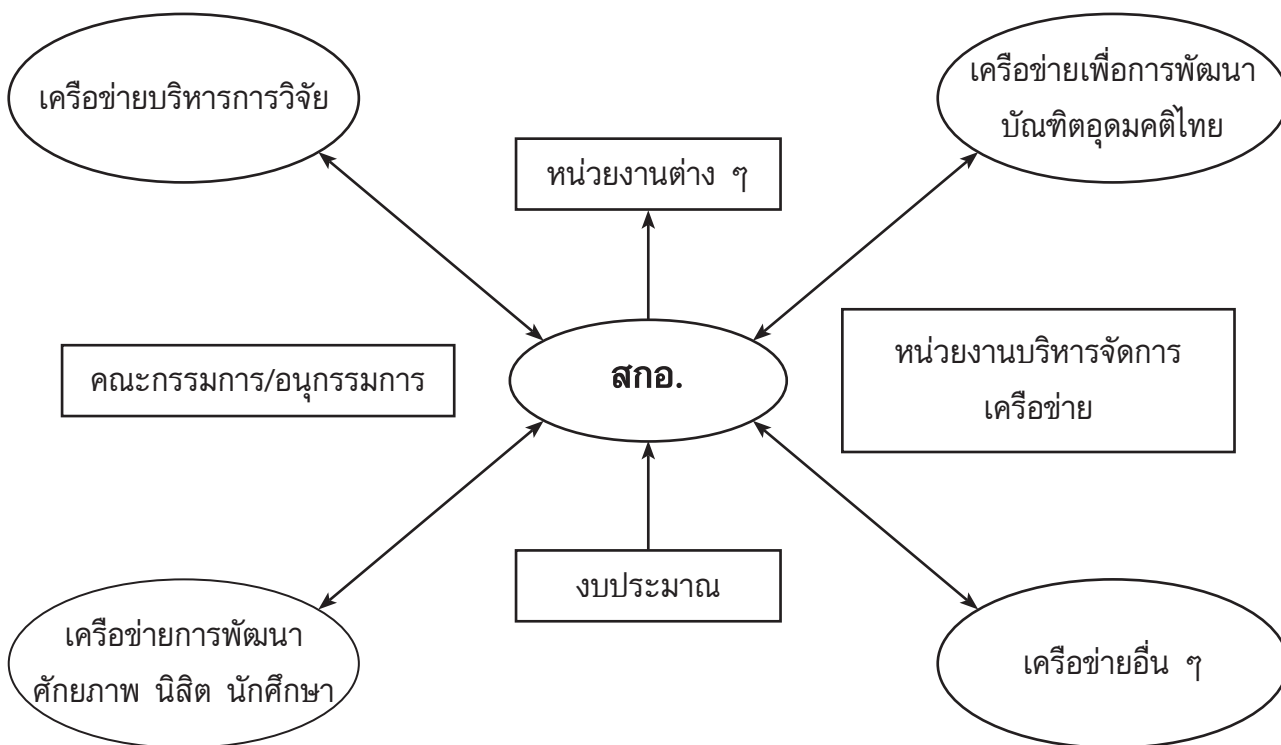 เครือข่ายบริหารการวิจัย
เครือข่ายเพื่อการพัฒนา
บัณฑิตอุดมคติไทย
หน่วยงานต่าง ๆ
คณะกรรมการ/อนุกรรมการ
สกอ.
หน่วยงานบริหารจัดการ
เครือข่าย
งบประมาณ
เครือข่ายการพัฒนา
ศักยภาพ นิสิต นักศึกษา
เครือข่ายอื่น ๆ